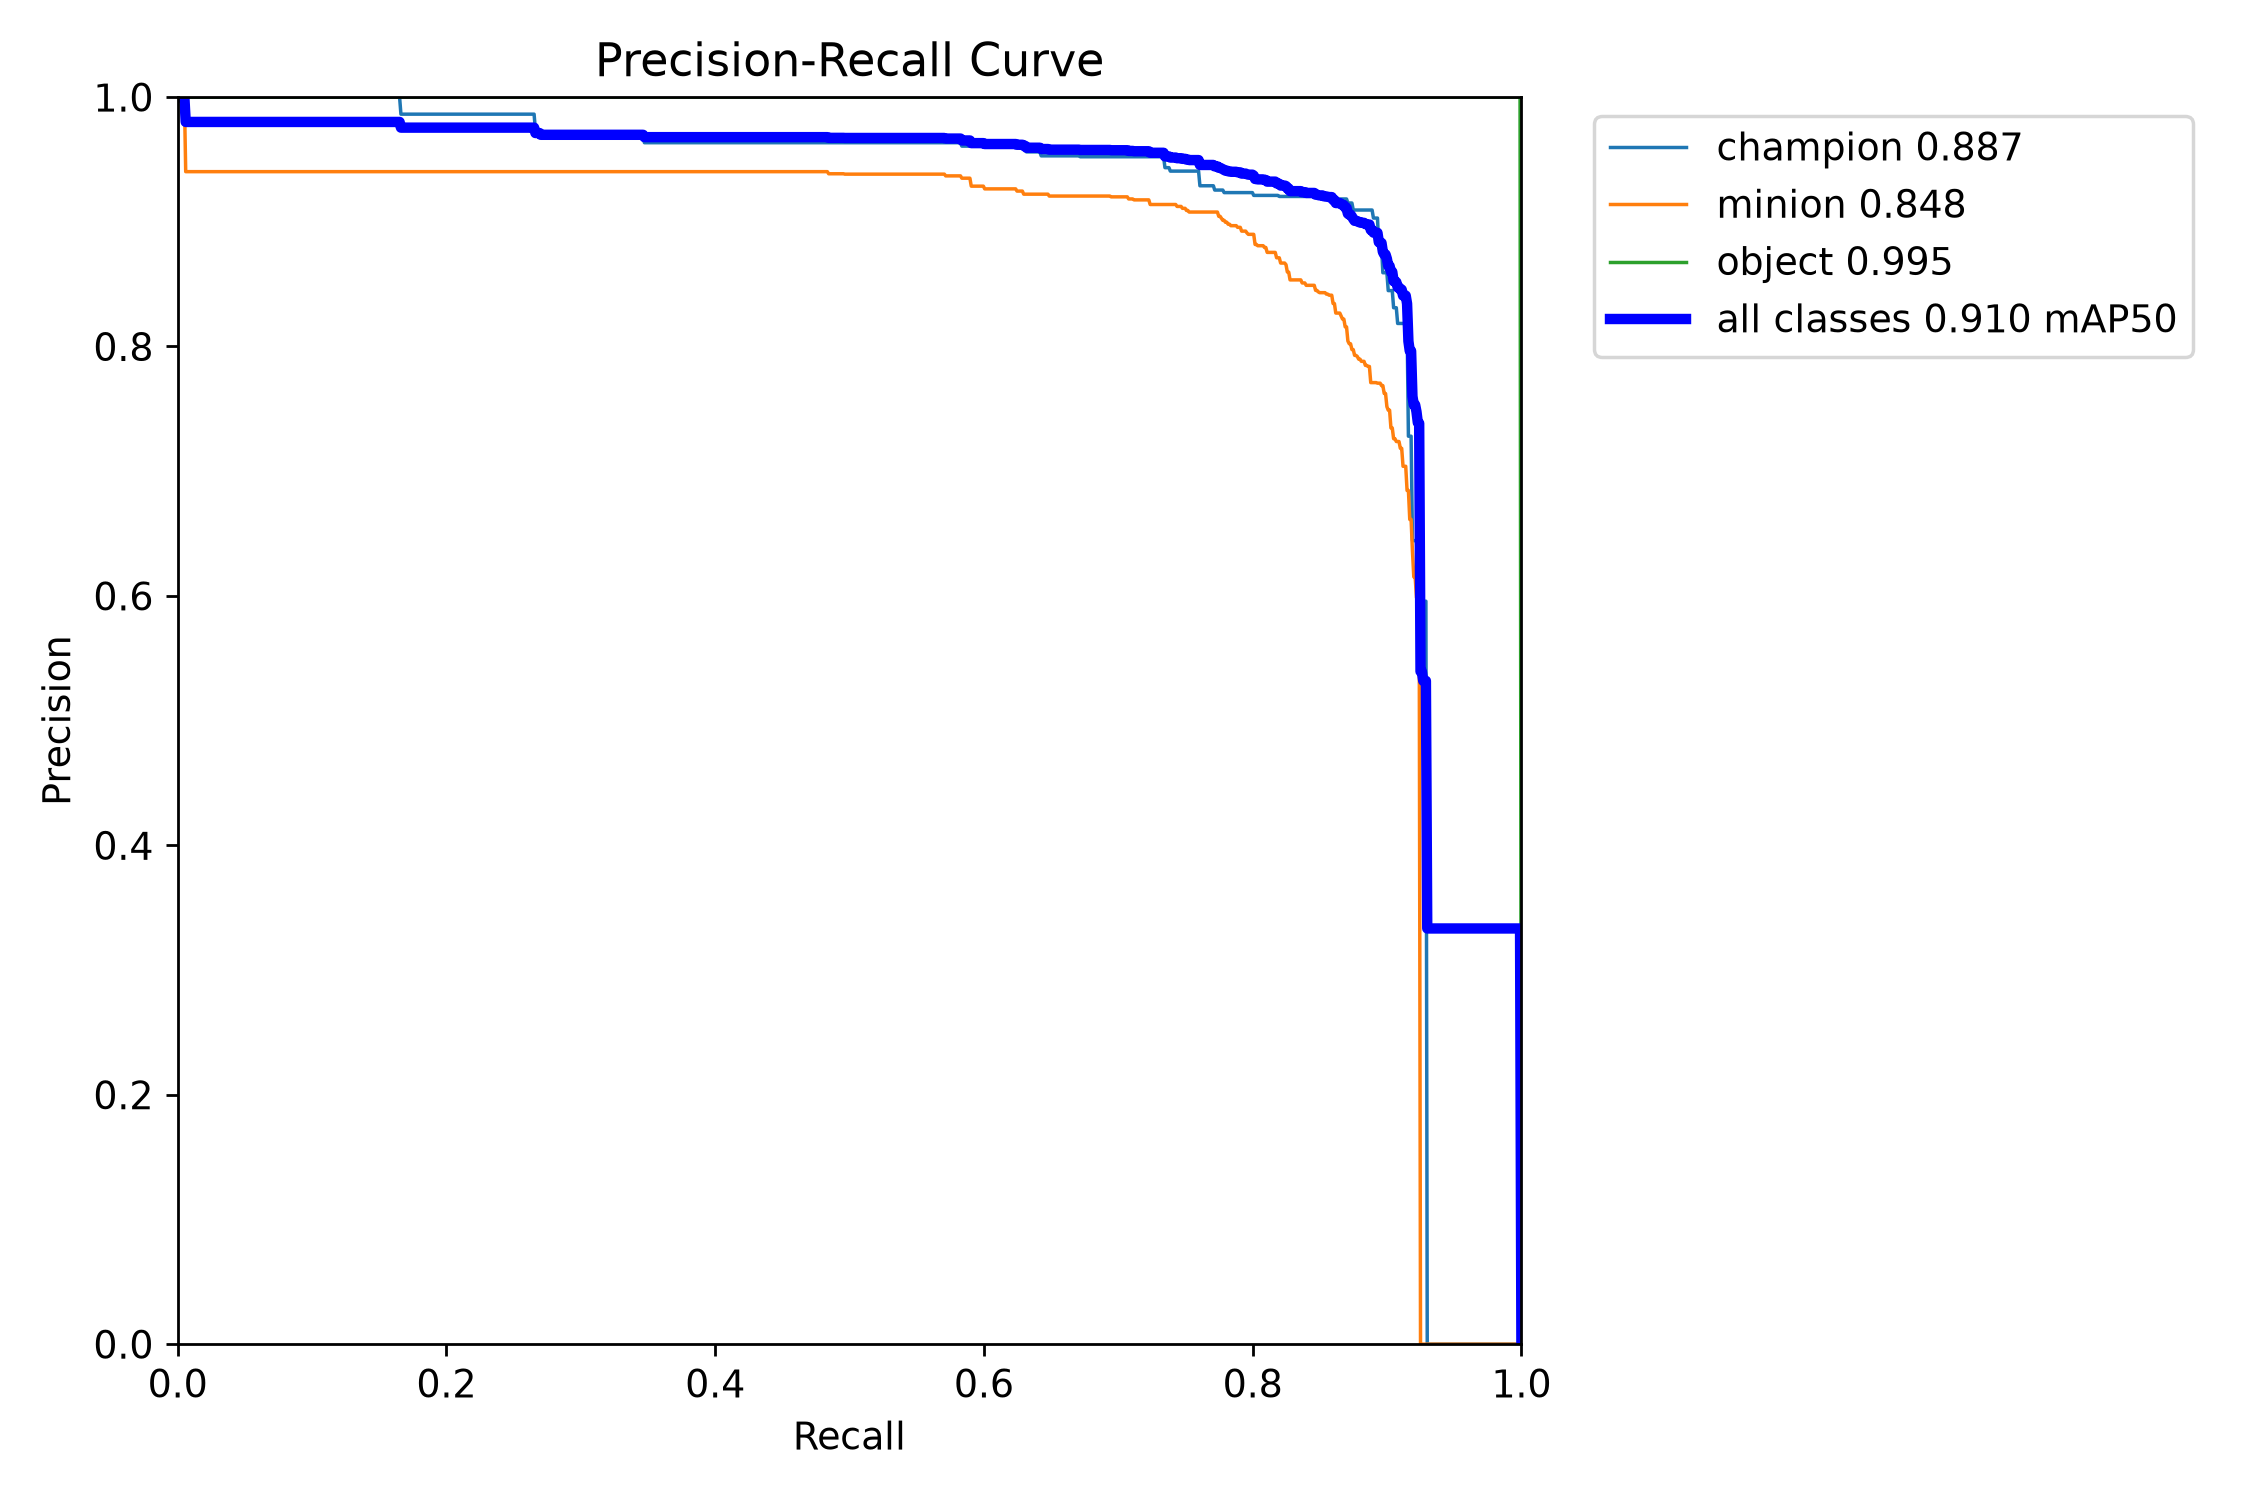 Precision-Recall Curve
1.0
0.8
0.6
0.4
0.2
0.0
Precision
0.0 0.2 0.4 0.6 0.8 1.0
Recall
champion 0.887
minion 0.848
object 0.995
all classes 0.910 mAP50